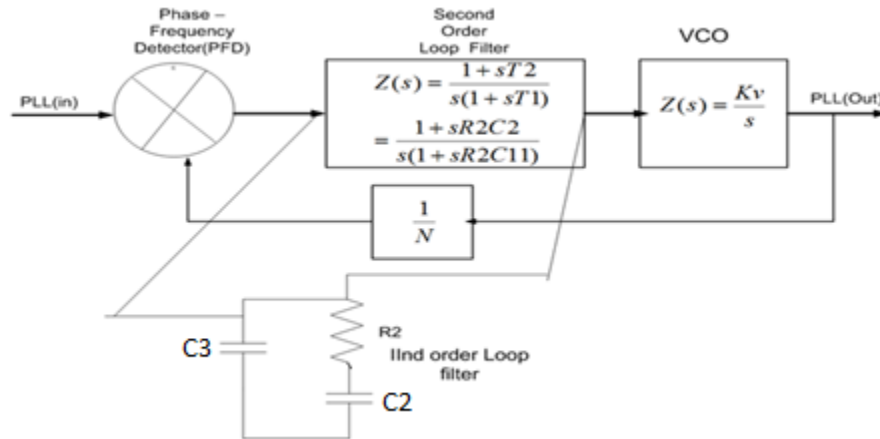 Phase –
Frequency
Detector(PFD)
Second
Order
Loop Filter
VCO
PLL(in)
Z(s) = 1 + sT2 / s(1 + sT1)
= 1 + sR2C2 / s(1 + sR2C11)
Z(s) = Kv / s
PLL(Out)
1 / N
C3
R2
IInd order Loop
filter
C2